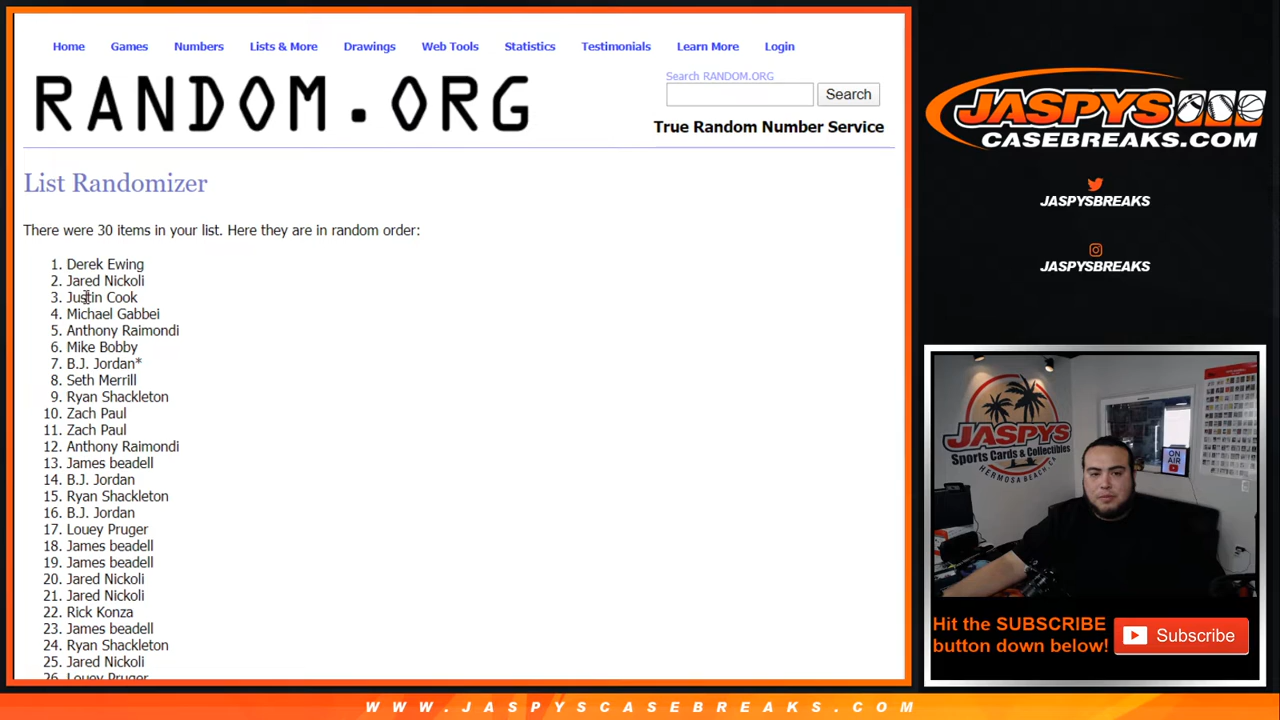 Home Games Numbers Lists & More Drawings Web Tools Statistics Testimonials Learn More Login
RANDOM.ORG
Search RANDOM.ORG
Search
True Random Number Service
List Randomizer
There were 30 items in your list. Here they are in random order:
1. Derek Ewing
2. Jared Nickoli
3. Justin Cook
4. Michael Gabbei
5. Anthony Raimondi
6. Mike Bobby
7. B.J. Jordan*
8. Seth Merrill
9. Ryan Shackleton
10. Zach Paul
11. Zach Paul
12. Anthony Raimondi
13. James beadell
14. B.J. Jordan
15. Ryan Shackleton
16. B.J. Jordan
17. Louey Pruger
18. James beadell
19. James beadell
20. Jared Nickoli
21. Jared Nickoli
22. Rick Konza
23. James beadell
24. Ryan Shackleton
25. Jared Nickoli
26. Louey Pruger
JASPYS
CASEBREAKS.COM
JASPYSBREAKS
JASPYSBREAKS
JASPYS
Sports Cards & Collectibles
HERMOSA BEACH, CA
ON
AIR
Hit the SUBSCRIBE
button down below!
Subscribe
WWW.JASPYSCASEBREAKS.COM